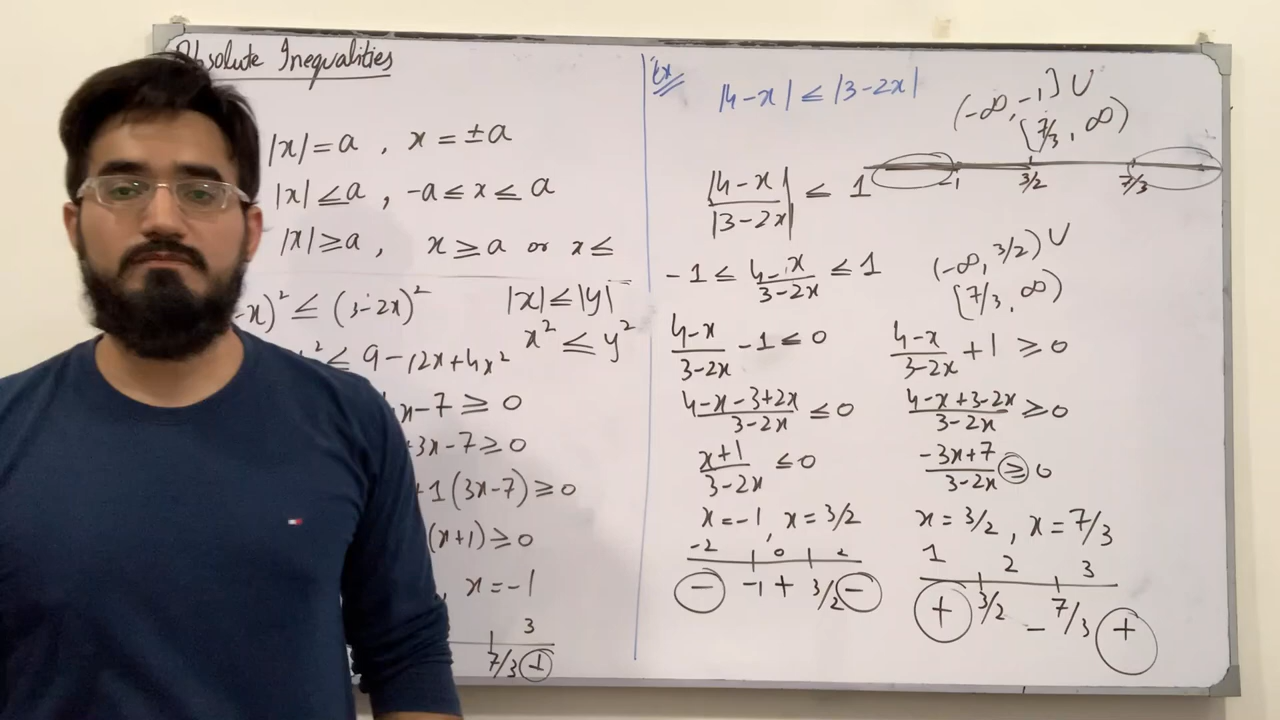 Absolute Inequalities
|x| = a , x = ±a
|x| ≤ a , -a ≤ x ≤ a
|x| ≥ a , x ≥ a or x ≤
-x)² ≤ (3-2x)²
|x| ≤ |y|
x² ≤ y²
x² ≤ 9 - 12x + 4x²
x - 7 ≥ 0
+3x - 7 ≥ 0
+1(3x-7) ≥ 0
(x+1) ≥ 0
, x = -1
3
7/3 +
Ex
|4-x| ≤ |3-2x|
|4-x|/|3-2x| ≤ 1
-1 ≤ 4-x/3-2x ≤ 1
4-x/3-2x - 1 ≤ 0
4-x-3+2x/3-2x ≤ 0
x+1/3-2x ≤ 0
x = -1 , x = 3/2
-2 0 2
- -1 + 3/2 -
(-∞, -1] ∪
[7/3, ∞)
-1 3/2 7/3
(-∞, 3/2) ∪
[7/3, ∞)
4-x/3-2x + 1 ≥ 0
4-x+3-2x/3-2x ≥ 0
-3x+7/3-2x ≥ 0
x = 3/2 , x = 7/3
1 2 3
+ 3/2 - 7/3 +